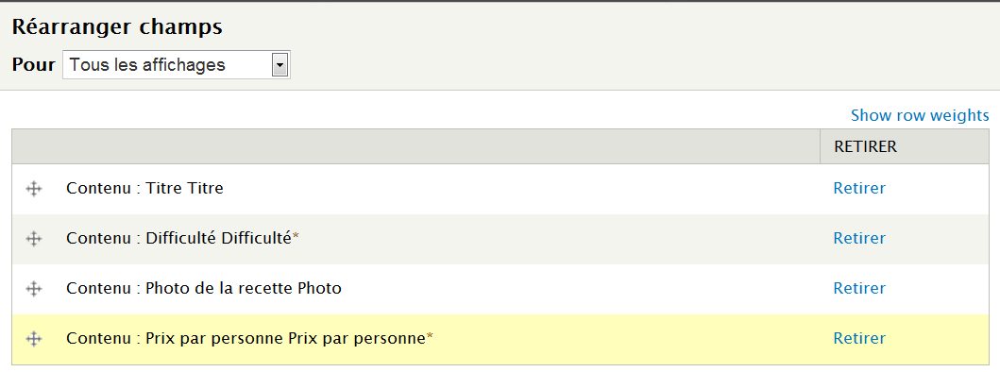 Réarranger champs
Pour Tous les affichages
Show row weights
RETIRER
Contenu : Titre Titre Retirer
Contenu : Difficulté Difficulté* Retirer
Contenu : Photo de la recette Photo Retirer
Contenu : Prix par personne Prix par personne* Retirer